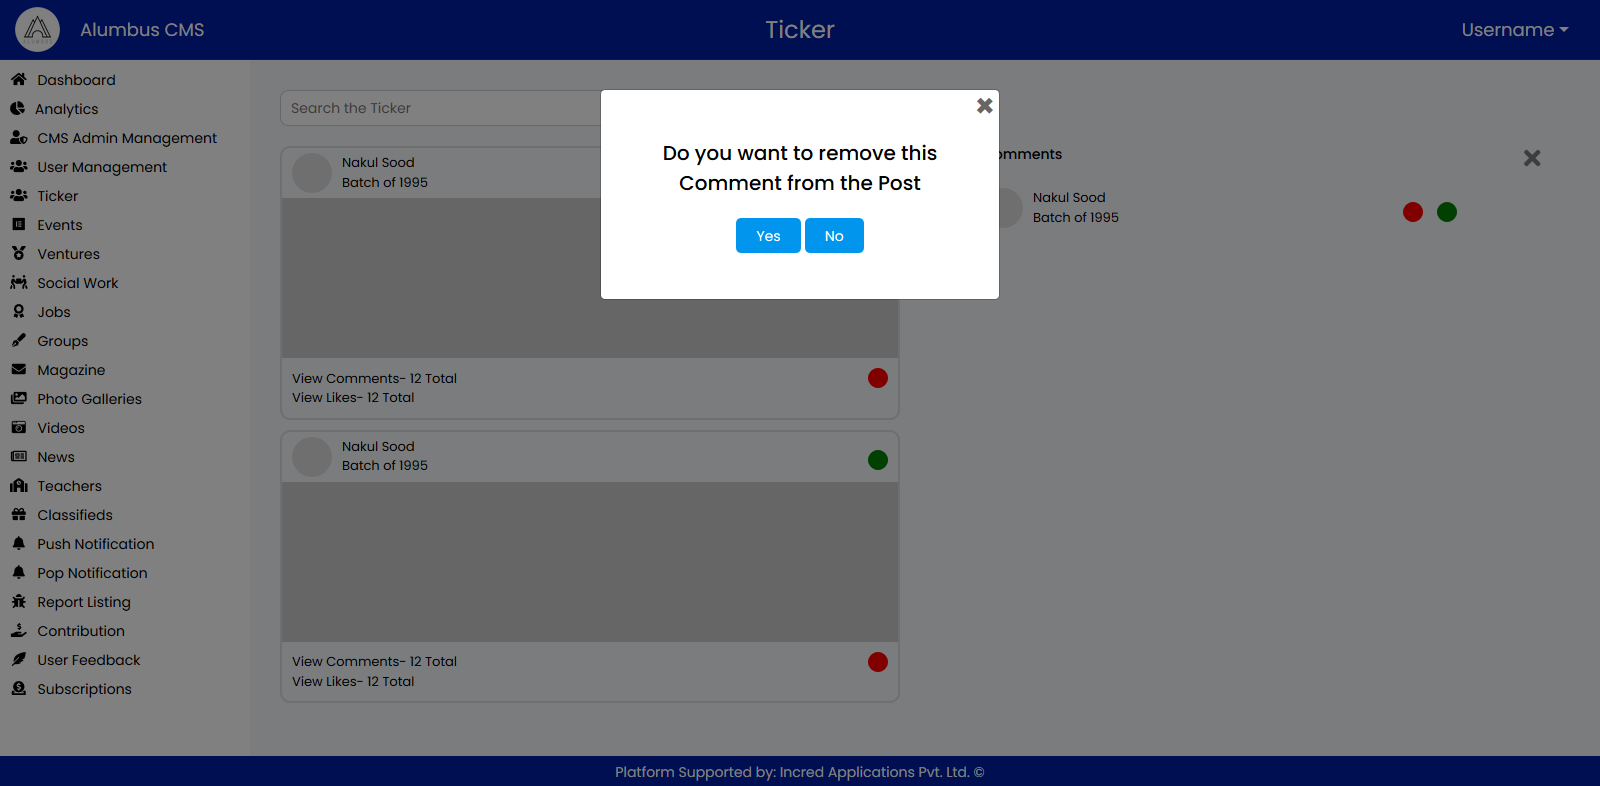 Alumbus CMS
Ticker
Username
Dashboard
Analytics
CMS Admin Management
User Management
Ticker
Events
Ventures
Social Work
Jobs
Groups
Magazine
Photo Galleries
Videos
News
Teachers
Classifieds
Push Notification
Pop Notification
Report Listing
Contribution
User Feedback
Subscriptions
Search the Ticker
Nakul Sood
Batch of 1995
View Comments- 12 Total
View Likes- 12 Total
Nakul Sood
Batch of 1995
View Comments- 12 Total
View Likes- 12 Total
Do you want to remove this
Comment from the Post
Yes No
omments
Nakul Sood
Batch of 1995
Platform Supported by: Incred Applications Pvt. Ltd. ©